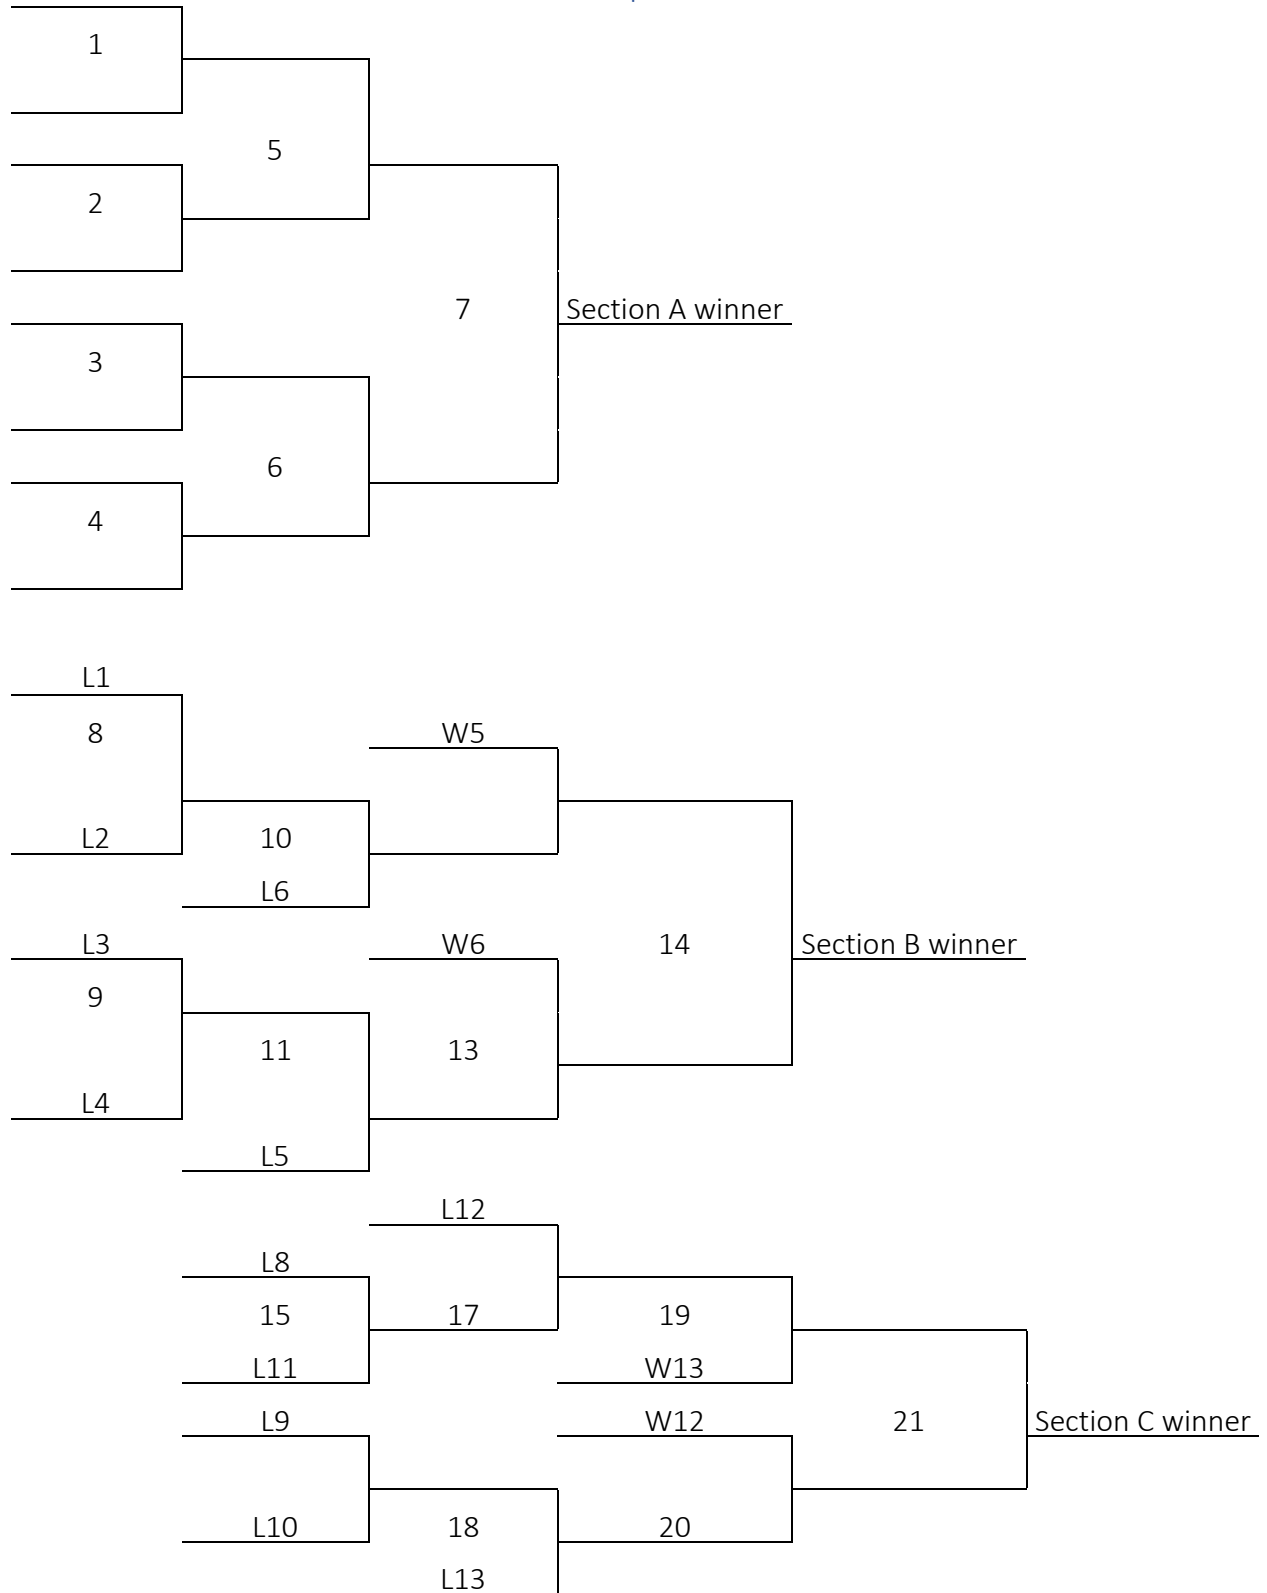 1
5
2
7 Section A winner
3
6
4
L1
8 W5
L2 10
L6
L3 W6 14 Section B winner
9
11 13
L4
L5
L12
L8
15 17 19
L11 W13
L9 W12 21 Section C winner
L10 18 20
L13